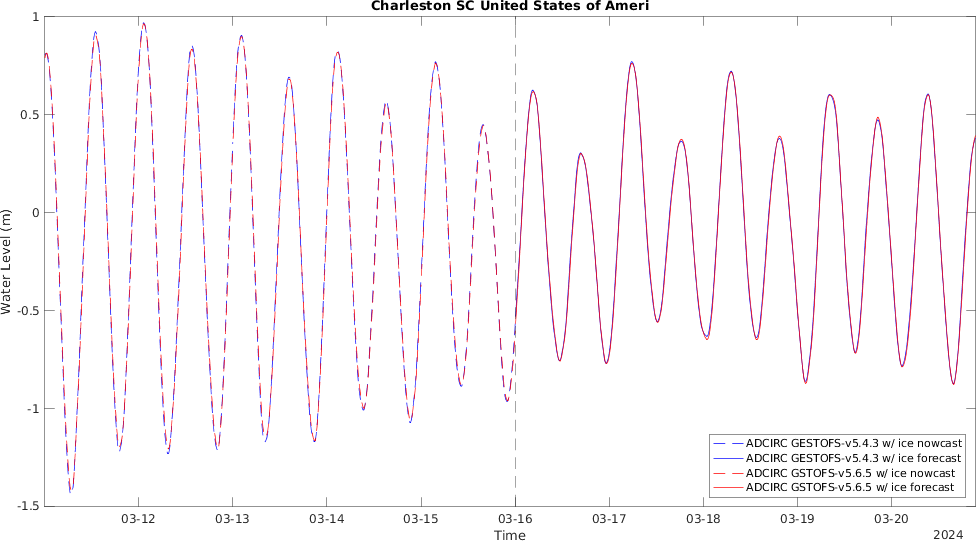 Charleston SC United States of Ameri
Water Level (m)
1
0.5
0
-0.5
-1
-1.5
ADCIRC GESTOFS-v5.4.3 w/ ice nowcast
ADCIRC GESTOFS-v5.4.3 w/ ice forecast
ADCIRC GSTOFS-v5.6.5 w/ ice nowcast
ADCIRC GSTOFS-v5.6.5 w/ ice forecast
03-12 03-13 03-14 03-15 03-16 03-17 03-18 03-19 03-20
Time
2024